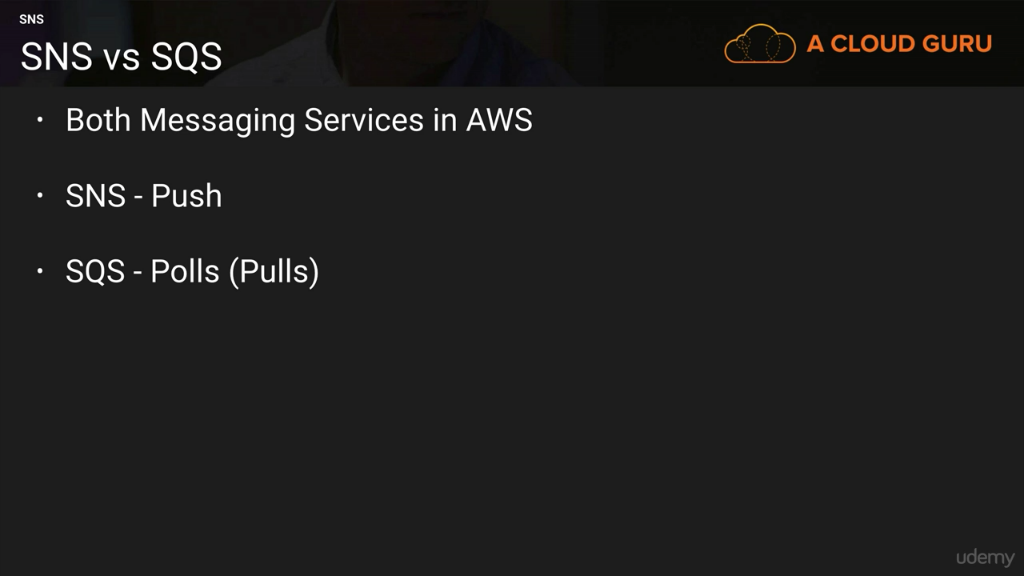 SNS
SNS vs SQS
A CLOUD GURU
• Both Messaging Services in AWS
• SNS - Push
• SQS - Polls (Pulls)
udemy